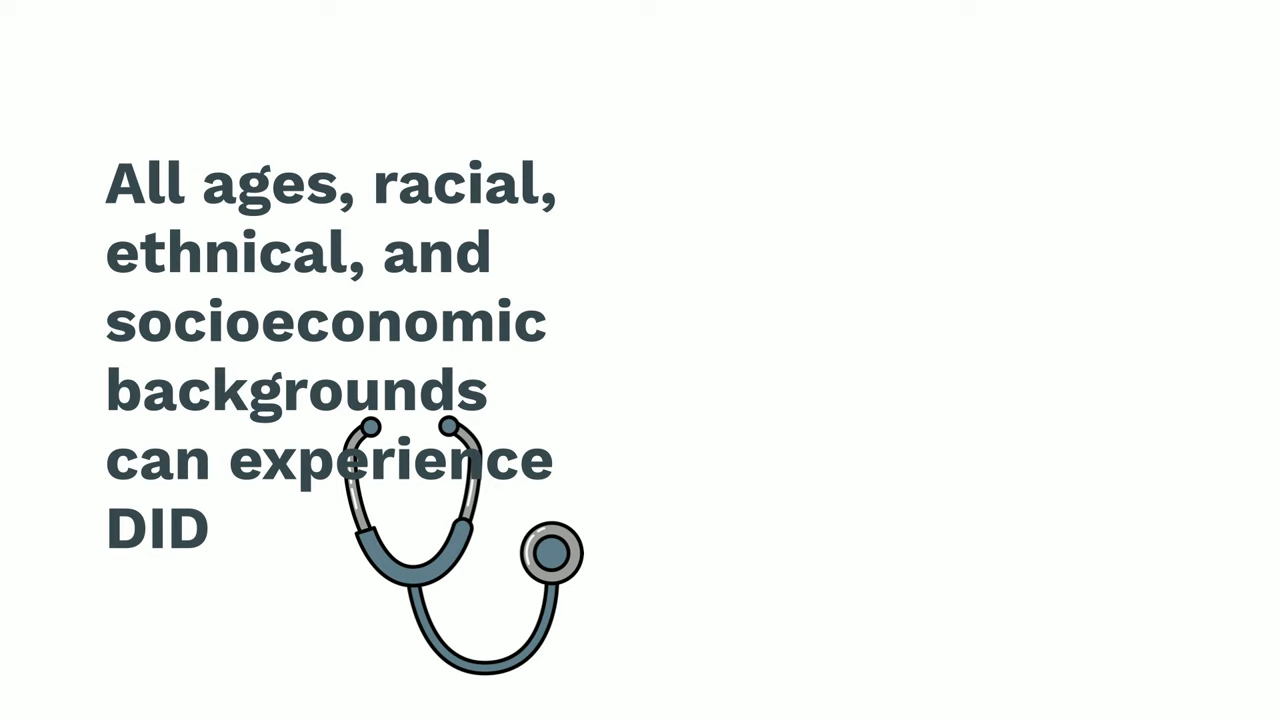 All ages, racial,
ethnical, and
socioeconomic
backgrounds
can experience
DID